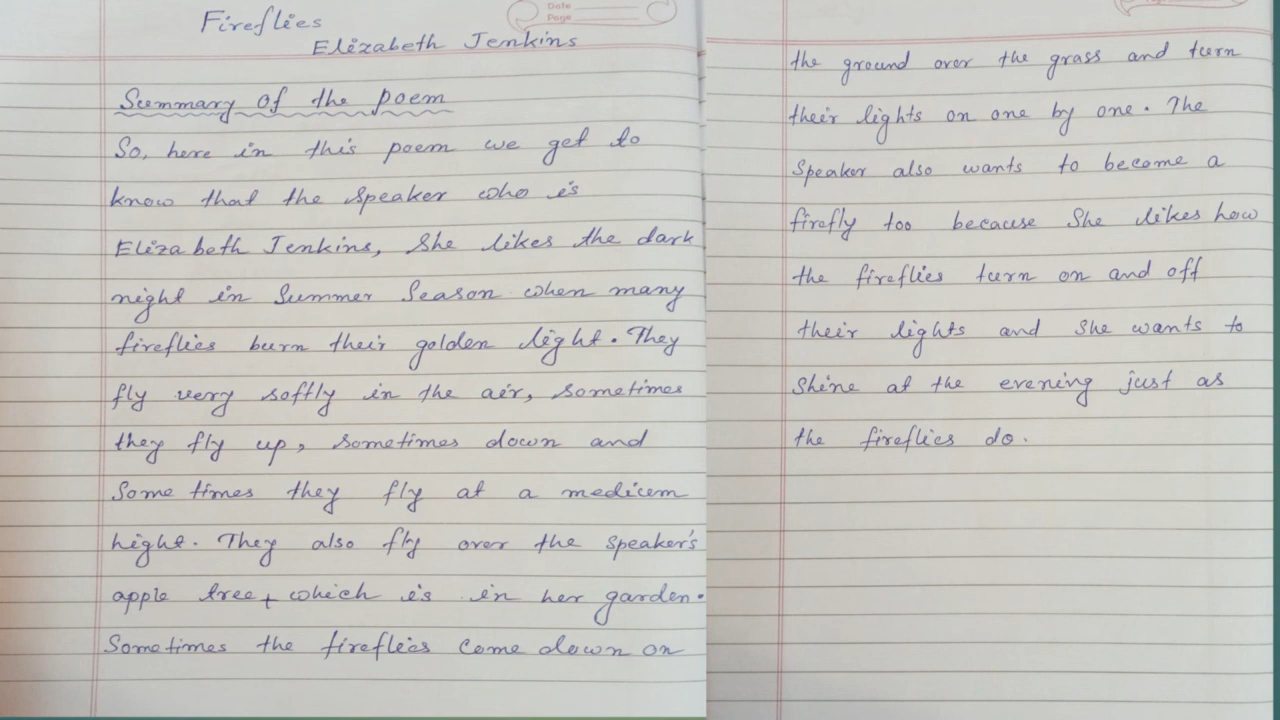 Fireflies
Elizabeth Jenkins
Date
Page
Summary of the poem
So, here in this poem we get to
know that the speaker who is
Elizabeth Jenkins, She likes the dark
night in Summer Season when many
fireflies burn their golden light. They
fly very softly in the air, sometimes
they fly up, sometimes down and
Sometimes they fly at a medium
hight. They also fly over the speaker's
apple tree, which is in her garden.
Sometimes the fireflies come down on
the ground over the grass and turn
their lights on one by one. The
Speaker also wants to become a
firefly too because She likes how
the fireflies turn on and off
their lights and She wants to
Shine at the evening just as
the fireflies do.